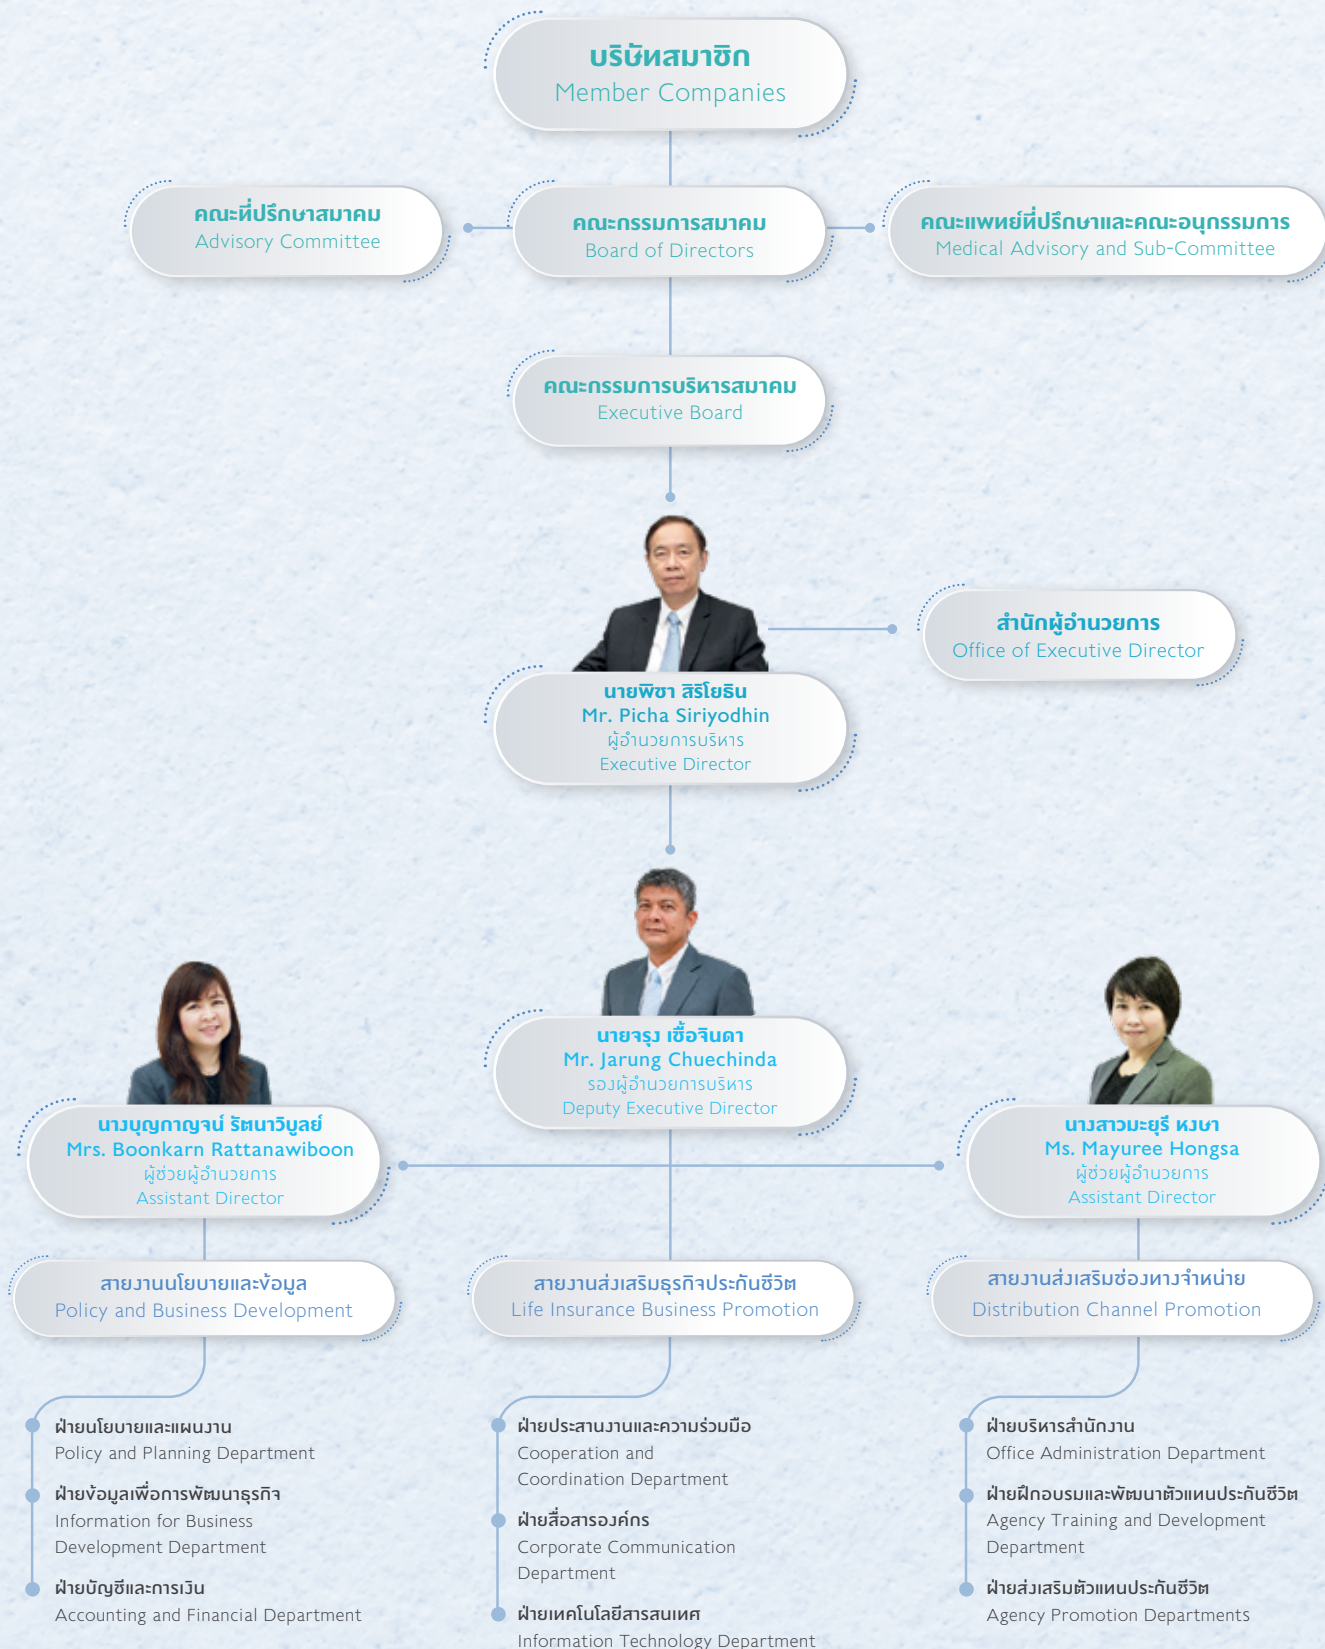 บริษัทสมาชิก
Member Companies
คณะที่ปรึกษาสมาคม
Advisory Committee
คณะกรรมการสมาคม
Board of Directors
คณะแพทย์ที่ปรึกษาและคณะอนุกรรมการ
Medical Advisory and Sub-Committee
คณะกรรมการบริหารสมาคม
Executive Board
สำนักผู้อำนวยการ
Office of Executive Director
นายพิชา สิริโยธิน
Mr. Picha Siriyodhin
ผู้อำนวยการบริหาร
Executive Director
นายจรุง เชื้อจินดา
Mr. Jarung Chuechinda
รองผู้อำนวยการบริหาร
Deputy Executive Director
นางบุญกาญจน์ รัตนาวิบูลย์
Mrs. Boonkarn Rattanawiboon
ผู้ช่วยผู้อำนวยการ
Assistant Director
นางสาวมะยุรี หงษา
Ms. Mayuree Hongsa
ผู้ช่วยผู้อำนวยการ
Assistant Director
สายงานนโยบายและข้อมูล
Policy and Business Development
สายงานส่งเสริมธุรกิจประกันชีวิต
Life Insurance Business Promotion
สายงานส่งเสริมช่องทางจำหน่าย
Distribution Channel Promotion
ฝ่ายนโยบายและแผนงาน
Policy and Planning Department
ฝ่ายข้อมูลเพื่อการพัฒนาธุรกิจ
Information for Business
Development Department
ฝ่ายบัญชีและการเงิน
Accounting and Financial Department
ฝ่ายประสานงานและความร่วมมือ
Cooperation and
Coordination Department
ฝ่ายสื่อสารองค์กร
Corporate Communication
Department
ฝ่ายเทคโนโลยีสารสนเทศ
Information Technology Department
ฝ่ายบริหารสำนักงาน
Office Administration Department
ฝ่ายฝึกอบรมและพัฒนาตัวแทนประกันชีวิต
Agency Training and Development
Department
ฝ่ายส่งเสริมตัวแทนประกันชีวิต
Agency Promotion Departments